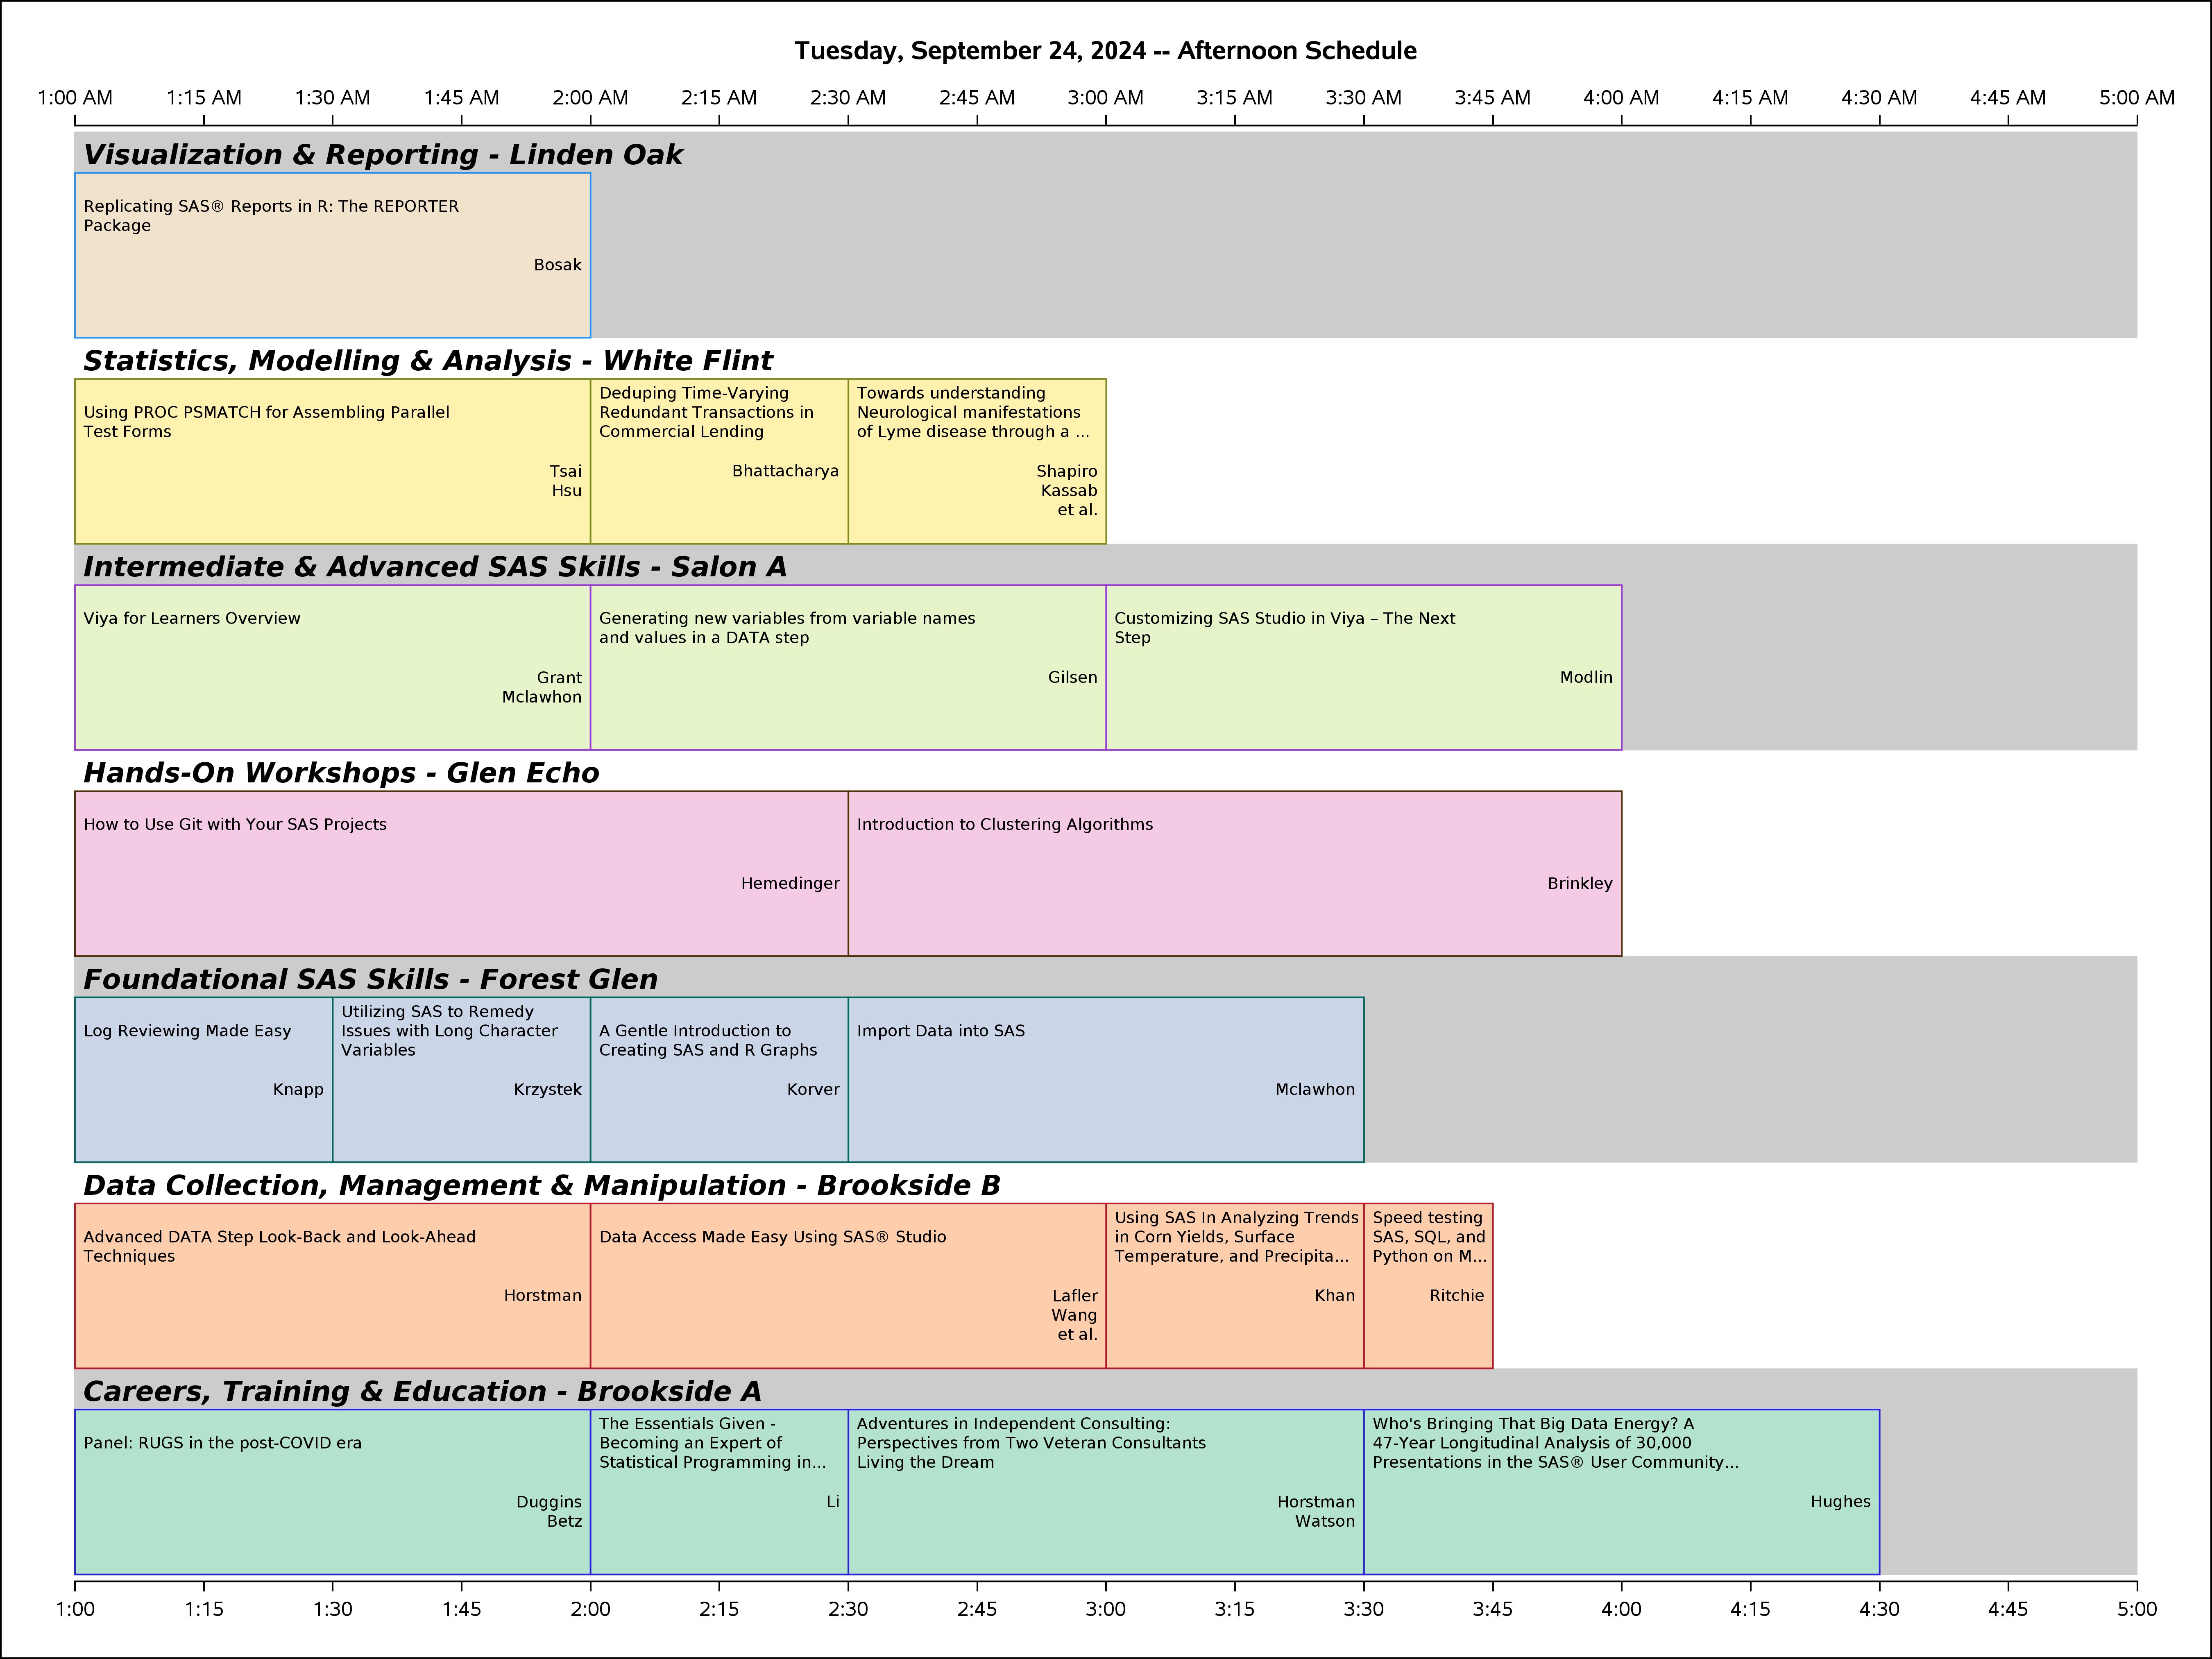 Tuesday, September 24, 2024 -- Afternoon Schedule
1:00 AM 1:15 AM 1:30 AM 1:45 AM 2:00 AM 2:15 AM 2:30 AM 2:45 AM 3:00 AM 3:15 AM 3:30 AM 3:45 AM 4:00 AM 4:15 AM 4:30 AM 4:45 AM 5:00 AM
Visualization & Reporting - Linden Oak
Replicating SAS® Reports in R: The REPORTER
Package
Bosak
Statistics, Modelling & Analysis - White Flint
Using PROC PSMATCH for Assembling Parallel
Test Forms
Tsai
Hsu
Deduping Time-Varying
Redundant Transactions in
Commercial Lending
Bhattacharya
Towards understanding
Neurological manifestations
of Lyme disease through a ...
Shapiro
Kassab
et al.
Intermediate & Advanced SAS Skills - Salon A
Viya for Learners Overview
Grant
Mclawhon
Generating new variables from variable names
and values in a DATA step
Gilsen
Customizing SAS Studio in Viya – The Next
Step
Modlin
Hands-On Workshops - Glen Echo
How to Use Git with Your SAS Projects
Hemedinger
Introduction to Clustering Algorithms
Brinkley
Foundational SAS Skills - Forest Glen
Log Reviewing Made Easy
Knapp
Utilizing SAS to Remedy
Issues with Long Character
Variables
Krzystek
A Gentle Introduction to
Creating SAS and R Graphs
Korver
Import Data into SAS
Mclawhon
Data Collection, Management & Manipulation - Brookside B
Advanced DATA Step Look-Back and Look-Ahead
Techniques
Horstman
Data Access Made Easy Using SAS® Studio
Lafler
Wang
et al.
Using SAS In Analyzing Trends
in Corn Yields, Surface
Temperature, and Precipita...
Khan
Speed testing
SAS, SQL, and
Python on M...
Ritchie
Careers, Training & Education - Brookside A
Panel: RUGS in the post-COVID era
Duggins
Betz
The Essentials Given -
Becoming an Expert of
Statistical Programming in...
Li
Adventures in Independent Consulting:
Perspectives from Two Veteran Consultants
Living the Dream
Horstman
Watson
Who's Bringing That Big Data Energy? A
47-Year Longitudinal Analysis of 30,000
Presentations in the SAS® User Community...
Hughes
1:00 1:15 1:30 1:45 2:00 2:15 2:30 2:45 3:00 3:15 3:30 3:45 4:00 4:15 4:30 4:45 5:00